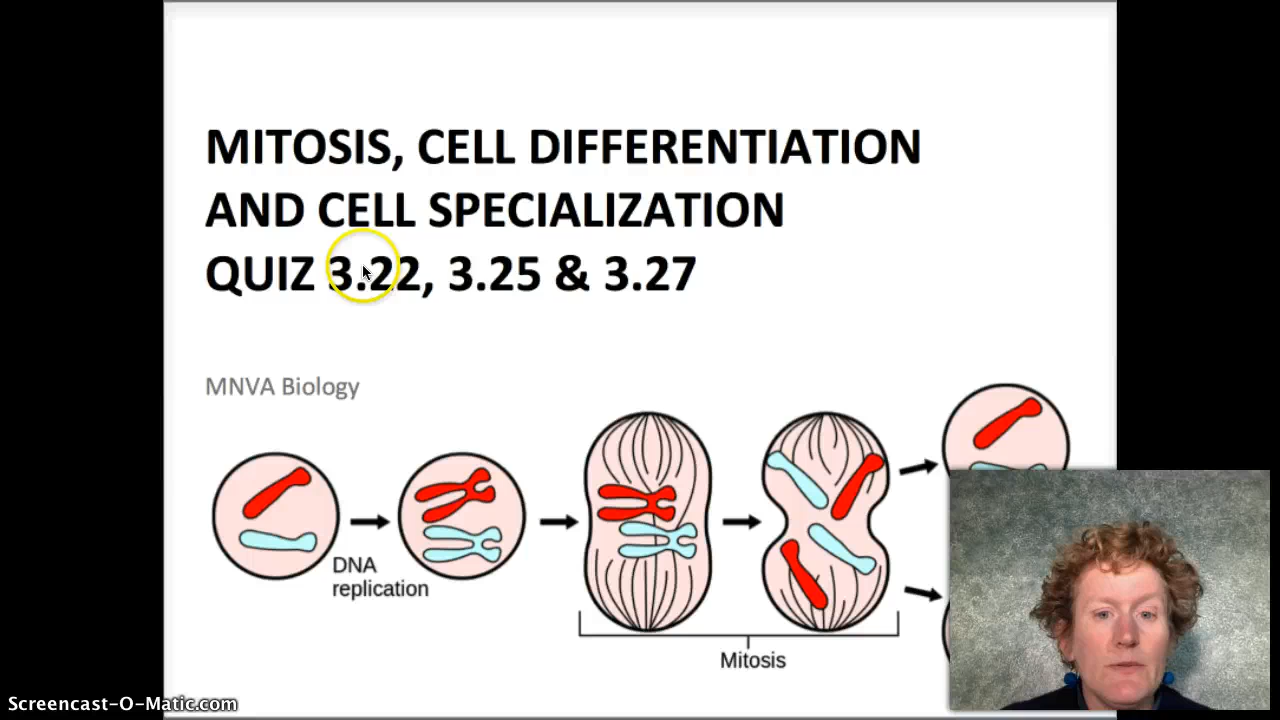 MITOSIS, CELL DIFFERENTIATION
AND CELL SPECIALIZATION
QUIZ 3.22, 3.25 & 3.27
MNVA Biology
DNA
replication
Mitosis
Screencast-O-Matic.com